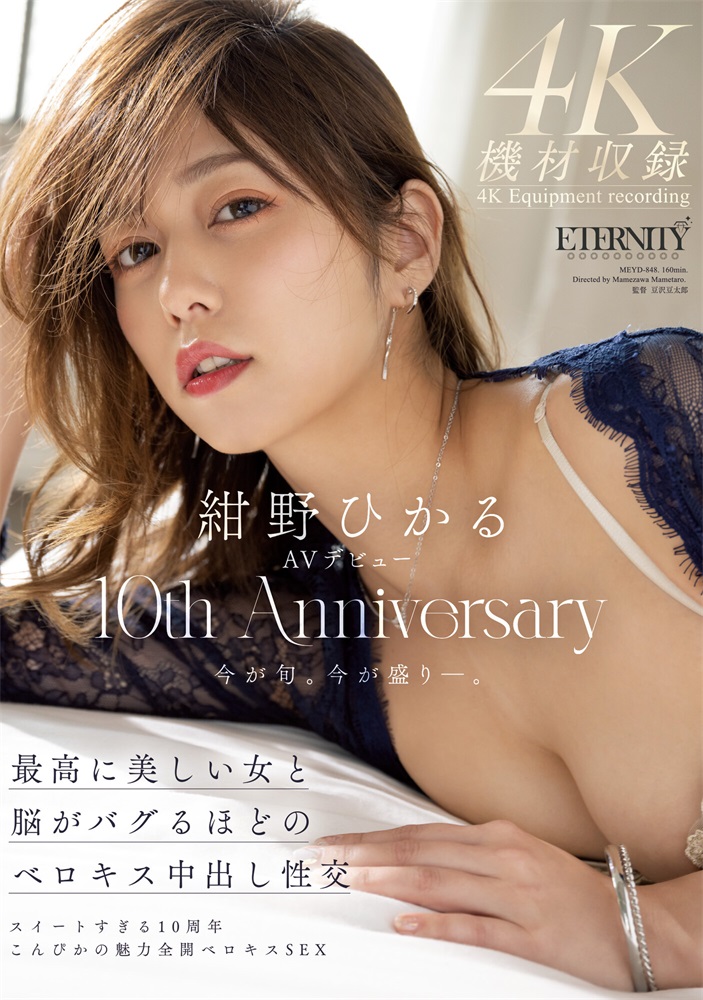 4K
機材収録
4K Equipment recording
ETERNITY
MEYD-848. 160min.
Directed by Mamezawa Mametaro.
監督 豆沢豆太郎
紺野ひかる
AVデビュー
10th Anniversary
今が旬。今が盛り―。
最高に美しい女と
脳がバグるほどの
ベロキス中出し性交
スイートすぎる10周年
こんぴかの魅力全開ベロキスSEX